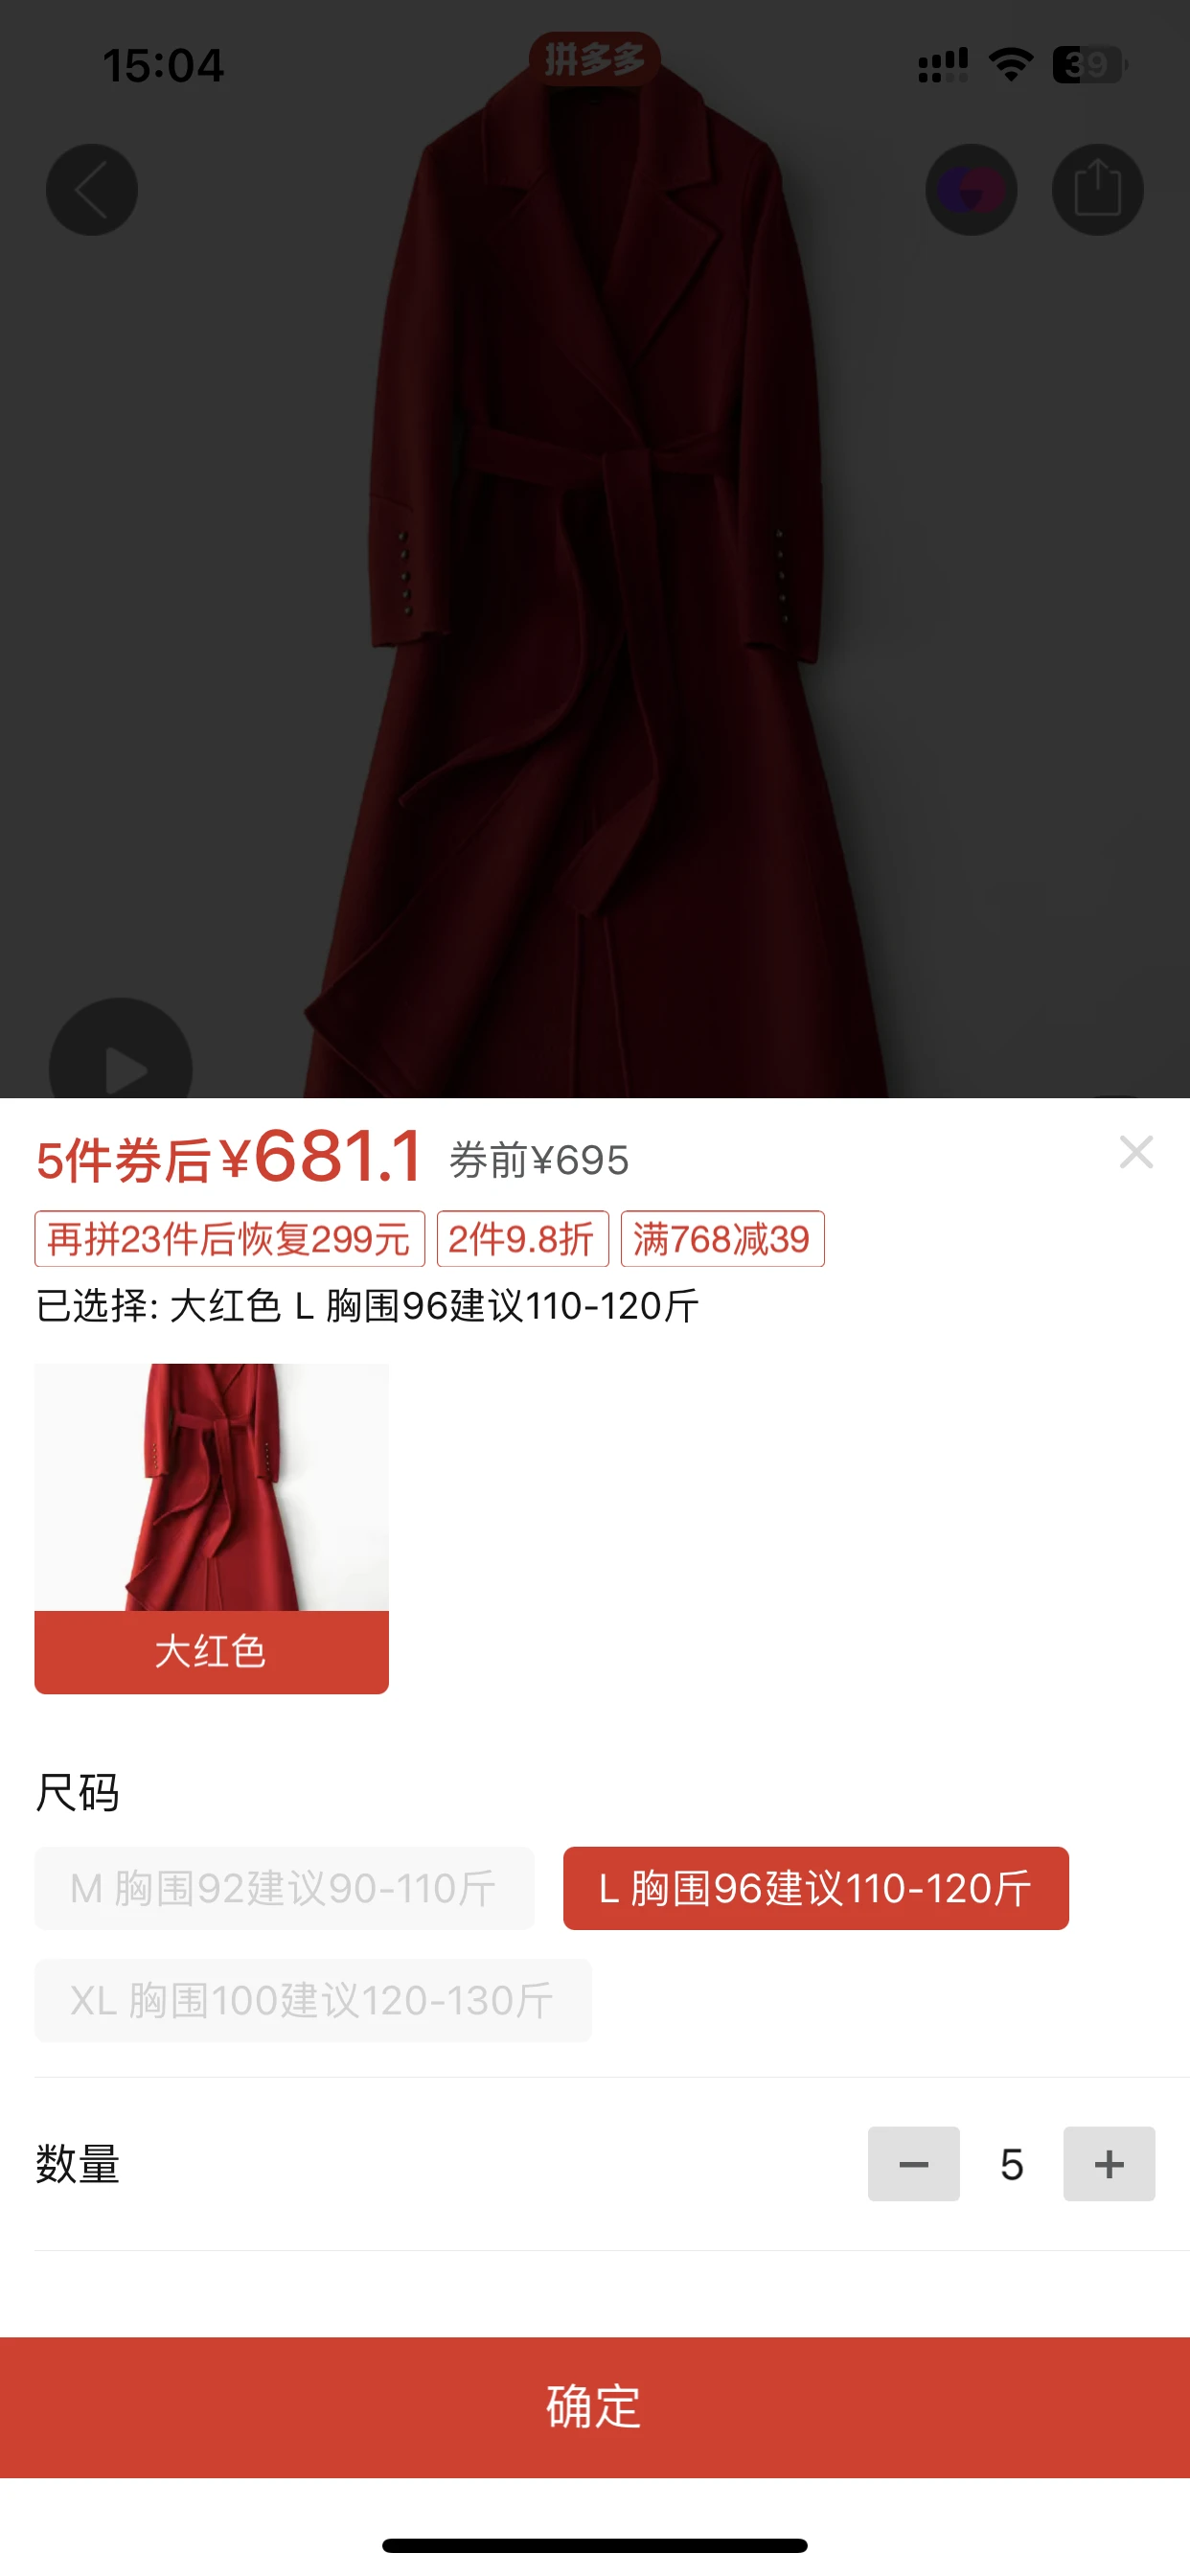 15:04
拼多多
39
5件券后¥681.1 券前¥695
再拼23件后恢复299元 2件9.8折 满768减39
已选择: 大红色 L 胸围96建议110-120斤
大红色
尺码
M 胸围92建议90-110斤 L 胸围96建议110-120斤
XL 胸围100建议120-130斤
数量 − 5 +
确定